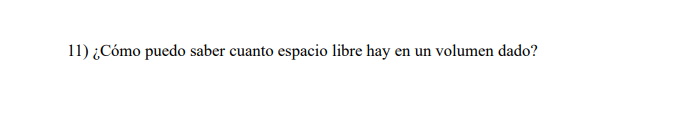 11) ¿Cómo puedo saber cuanto espacio libre hay en un volumen dado?